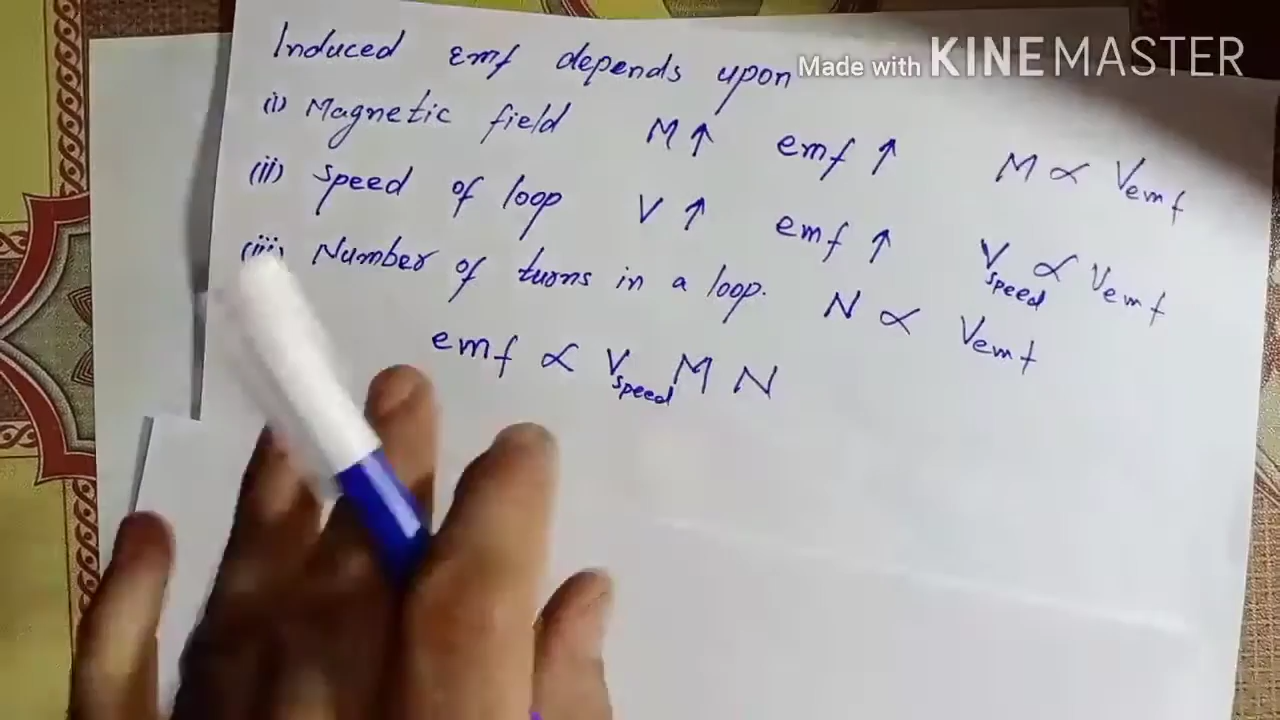 Made with KINEMASTER
Induced emf depends upon
(i) Magnetic field M↑ emf ↑ M ∝ Vemf
(ii) Speed of loop V↑ emf ↑ Vspeed ∝ Vemf
(iii) Number of turns in a loop. N ∝ Vemf
emf ∝ Vspeed M N